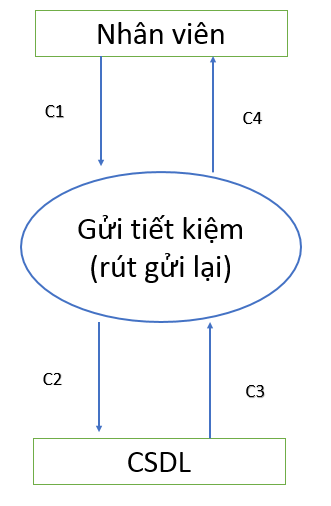 Nhân viên
C1
C4
Gửi tiết kiệm
(rút gửi lại)
C2
C3
CSDL